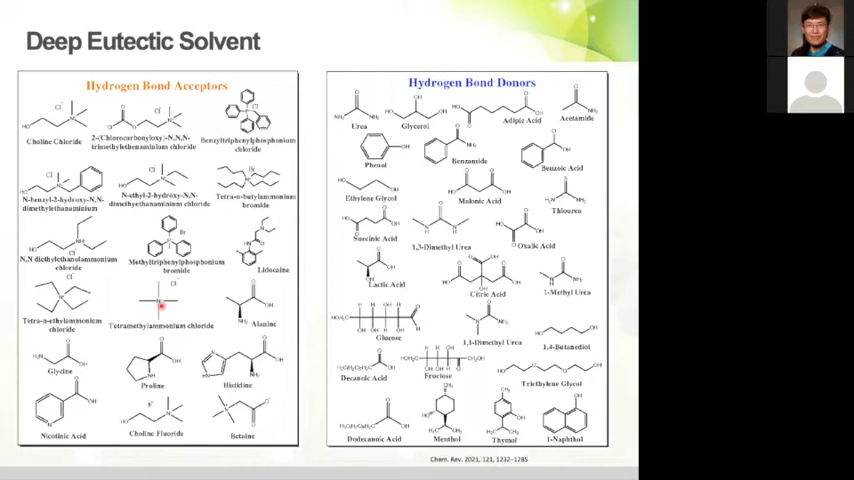 Deep Eutectic Solvent
Hydrogen Bond Acceptors
Choline Chloride
2-(Chlorocarbonyloxy)-N,N,N-
trimethylethenaminium chloride
Benzyltriphenylphosphonium
chloride
N-benzyl-2-hydroxy-N,N-
dimethylethanaminium
N-ethyl-2-hydroxy-N,N-
dimethyethananiminium chloride
Tetra-n-butylammonium
bromide
N,N diethylethanolammonium
chloride
Methyltriphenylphosphonium
bromide
Lidocaine
Tetra-n-ethylammonium
chloride
Tetramethylammonium chloride
Alanine
Glycine
Proline
Histidine
Nicotinic Acid
Choline Fluoride
Betaine
Hydrogen Bond Donors
Urea
Glycerol
Adipic Acid
Acetamide
Phenol
Benzamide
Benzoic Acid
Ethylene Glycol
Malonic Acid
Thiourea
Succinic Acid
1,3-Dimethyl Urea
Oxalic Acid
Lactic Acid
Citric Acid
1-Methyl Urea
Glucose
1,1-Dimethyl Urea
1,4-Butanediol
Decanoic Acid
Fructose
Triethylene Glycol
Dodecanoic Acid
Menthol
Thymol
1-Naphthol
Chem. Rev. 2021, 121, 1232–1285